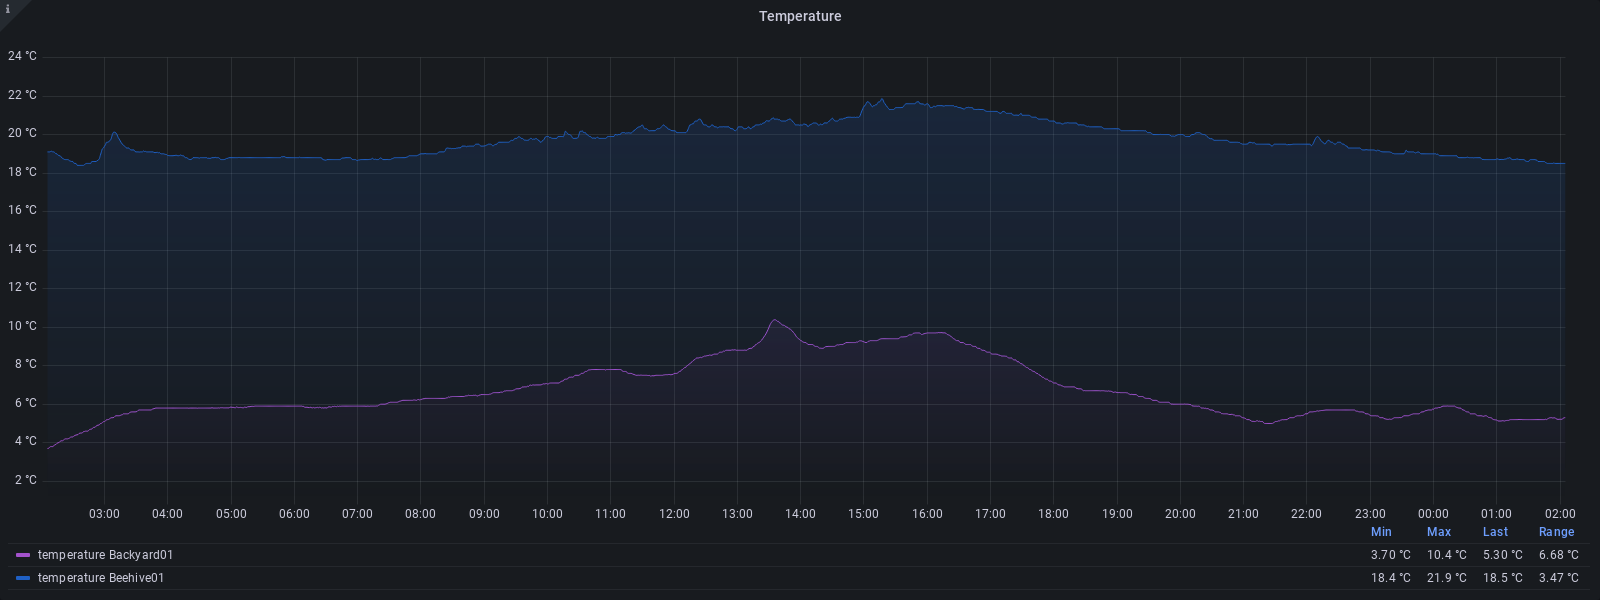 i
Temperature
24 °C
22 °C
20 °C
18 °C
16 °C
14 °C
12 °C
10 °C
8 °C
6 °C
4 °C
2 °C
03:00 04:00 05:00 06:00 07:00 08:00 09:00 10:00 11:00 12:00 13:00 14:00 15:00 16:00 17:00 18:00 19:00 20:00 21:00 22:00 23:00 00:00 01:00 02:00
Min Max Last Range
temperature Backyard01 3.70 °C 10.4 °C 5.30 °C 6.68 °C
temperature Beehive01 18.4 °C 21.9 °C 18.5 °C 3.47 °C